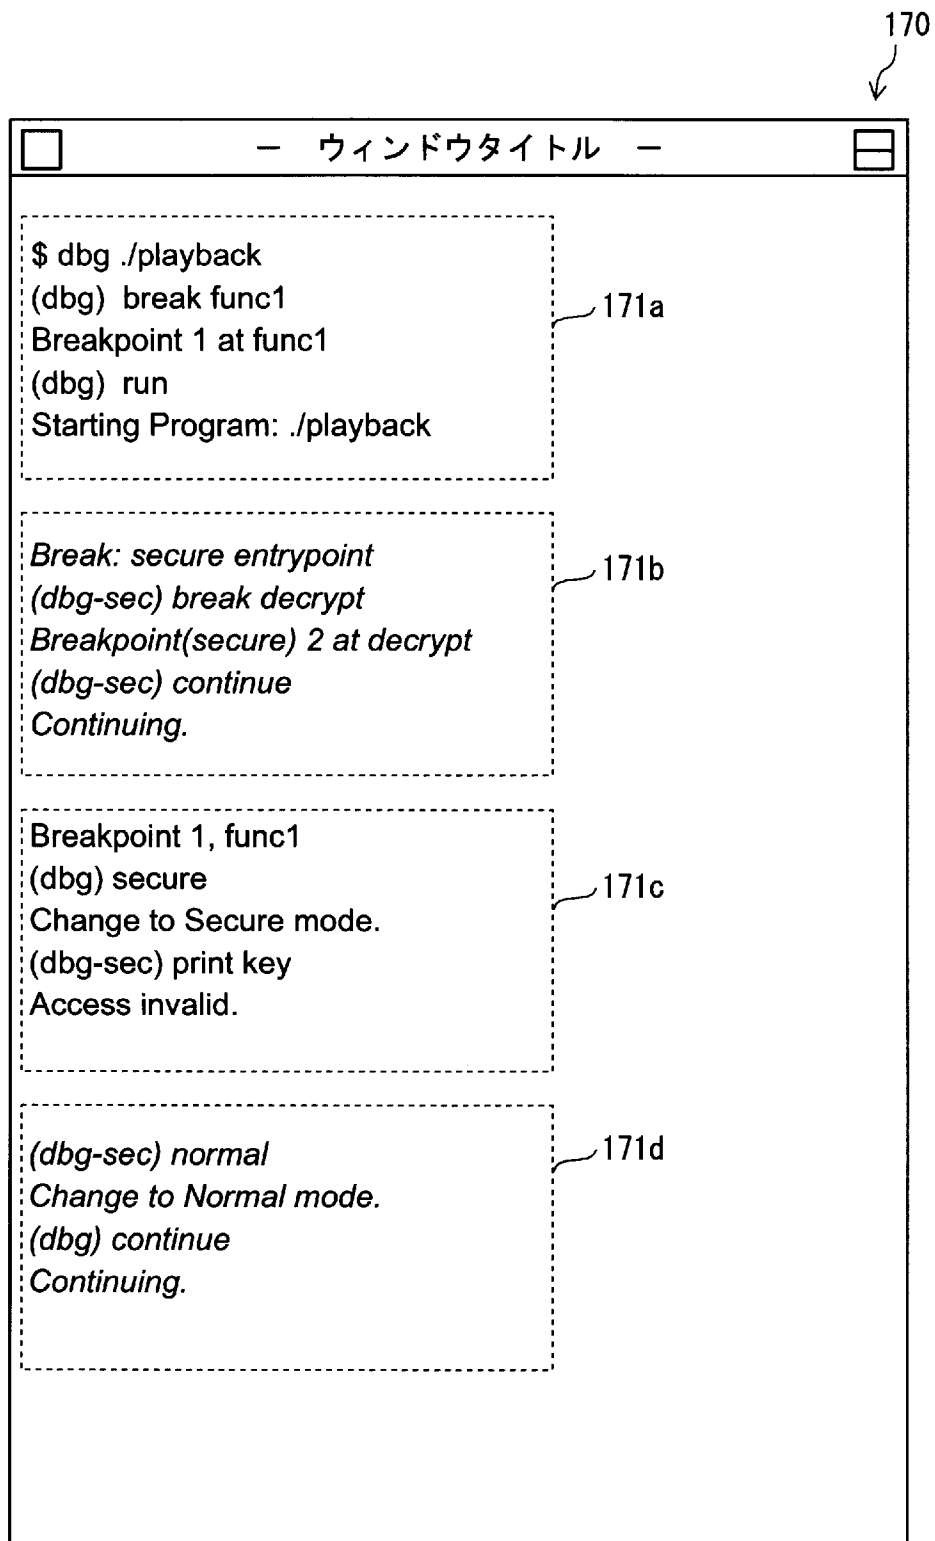 170
－ ウィンドウタイトル －
$ dbg ./playback
(dbg) break func1
Breakpoint 1 at func1
(dbg) run
Starting Program: ./playback
171a
Break: secure entrypoint
(dbg-sec) break decrypt
Breakpoint(secure) 2 at decrypt
(dbg-sec) continue
Continuing.
171b
Breakpoint 1, func1
(dbg) secure
Change to Secure mode.
(dbg-sec) print key
Access invalid.
171c
(dbg-sec) normal
Change to Normal mode.
(dbg) continue
Continuing.
171d